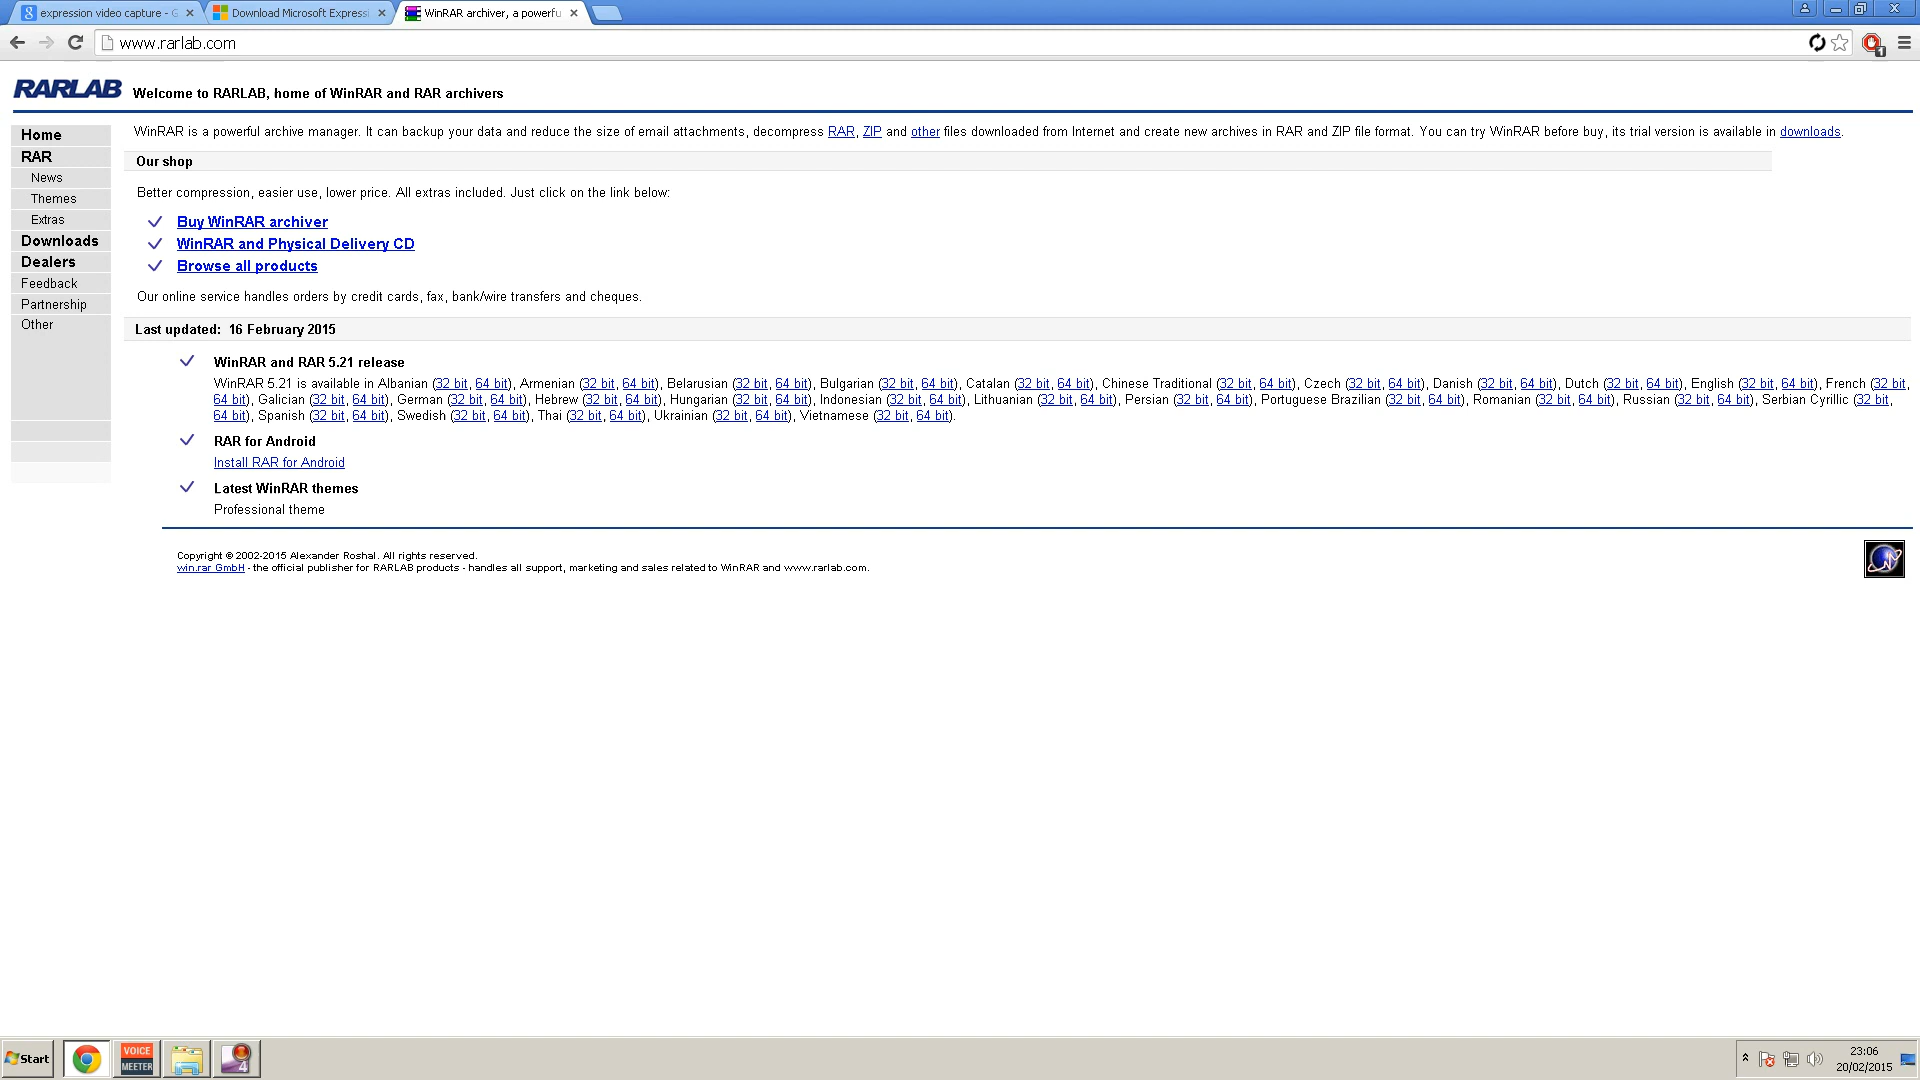 expression video capture - G
Download Microsoft Expressi
WinRAR archiver, a powerfu
www.rarlab.com
1
RARLAB
Welcome to RARLAB, home of WinRAR and RAR archivers
Home
RAR
News
Themes
Extras
Downloads
Dealers
Feedback
Partnership
Other
WinRAR is a powerful archive manager. It can backup your data and reduce the size of email attachments, decompress RAR, ZIP and other files downloaded from Internet and create new archives in RAR and ZIP file format. You can try WinRAR before buy, its trial version is available in downloads.
Our shop
Better compression, easier use, lower price. All extras included. Just click on the link below:
Buy WinRAR archiver
WinRAR and Physical Delivery CD
Browse all products
Our online service handles orders by credit cards, fax, bank/wire transfers and cheques.
Last updated: 16 February 2015
WinRAR and RAR 5.21 release
WinRAR 5.21 is available in Albanian (32 bit, 64 bit), Armenian (32 bit, 64 bit), Belarusian (32 bit, 64 bit), Bulgarian (32 bit, 64 bit), Catalan (32 bit, 64 bit), Chinese Traditional (32 bit, 64 bit), Czech (32 bit, 64 bit), Danish (32 bit, 64 bit), Dutch (32 bit, 64 bit), English (32 bit, 64 bit), French (32 bit,
64 bit), Galician (32 bit, 64 bit), German (32 bit, 64 bit), Hebrew (32 bit, 64 bit), Hungarian (32 bit, 64 bit), Indonesian (32 bit, 64 bit), Lithuanian (32 bit, 64 bit), Persian (32 bit, 64 bit), Portuguese Brazilian (32 bit, 64 bit), Romanian (32 bit, 64 bit), Russian (32 bit, 64 bit), Serbian Cyrillic (32 bit,
64 bit), Spanish (32 bit, 64 bit), Swedish (32 bit, 64 bit), Thai (32 bit, 64 bit), Ukrainian (32 bit, 64 bit), Vietnamese (32 bit, 64 bit).
RAR for Android
Install RAR for Android
Latest WinRAR themes
Professional theme
Copyright © 2002-2015 Alexander Roshal. All rights reserved.
win.rar GmbH - the official publisher for RARLAB products - handles all support, marketing and sales related to WinRAR and www.rarlab.com.
N
Start
VOICE
MEETER
4
23:06
20/02/2015